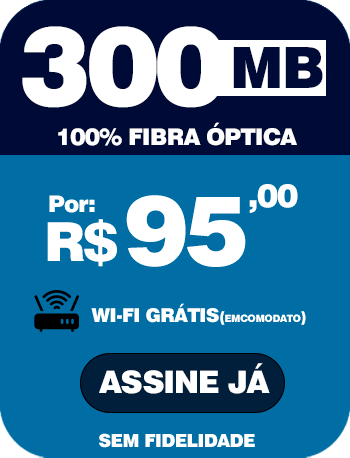 300 MB
100% FIBRA ÓPTICA
Por:
R$ 95,00
WI-FI GRÁTIS(EMCOMODATO)
ASSINE JÁ
SEM FIDELIDADE